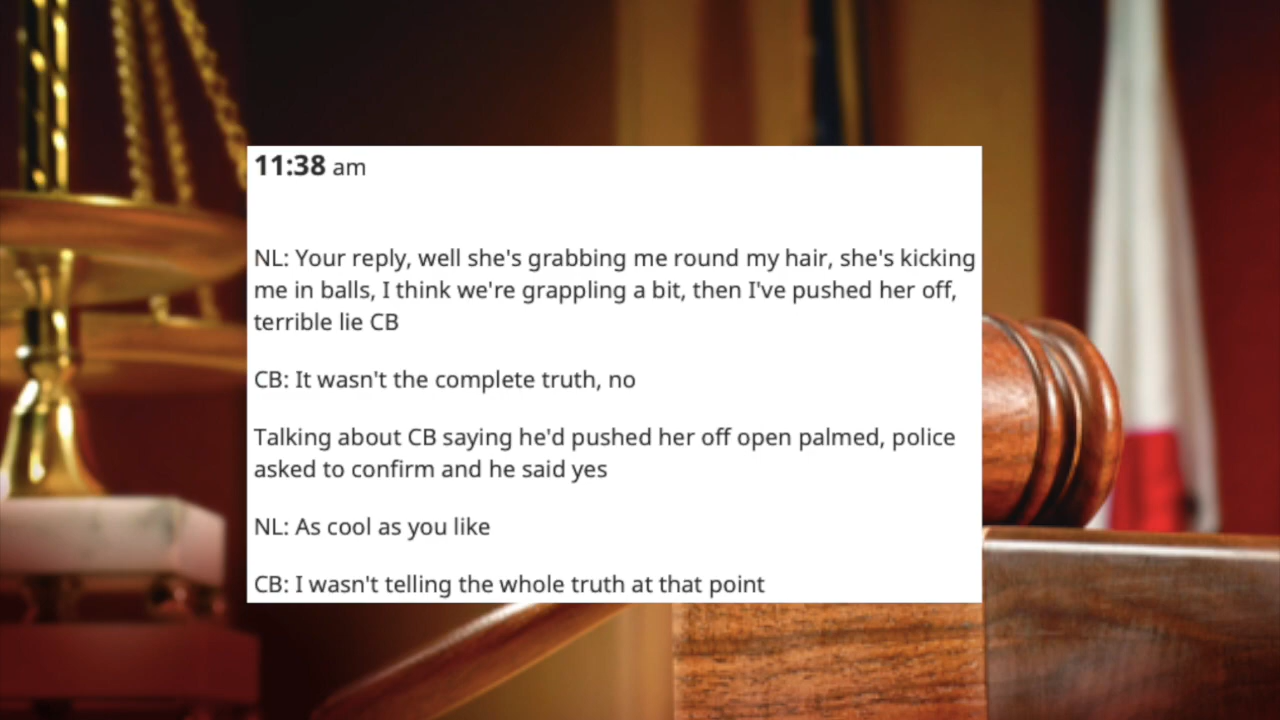 11:38 am
NL: Your reply, well she's grabbing me round my hair, she's kicking
me in balls, I think we're grappling a bit, then I've pushed her off,
terrible lie CB
CB: It wasn't the complete truth, no
Talking about CB saying he'd pushed her off open palmed, police
asked to confirm and he said yes
NL: As cool as you like
CB: I wasn't telling the whole truth at that point